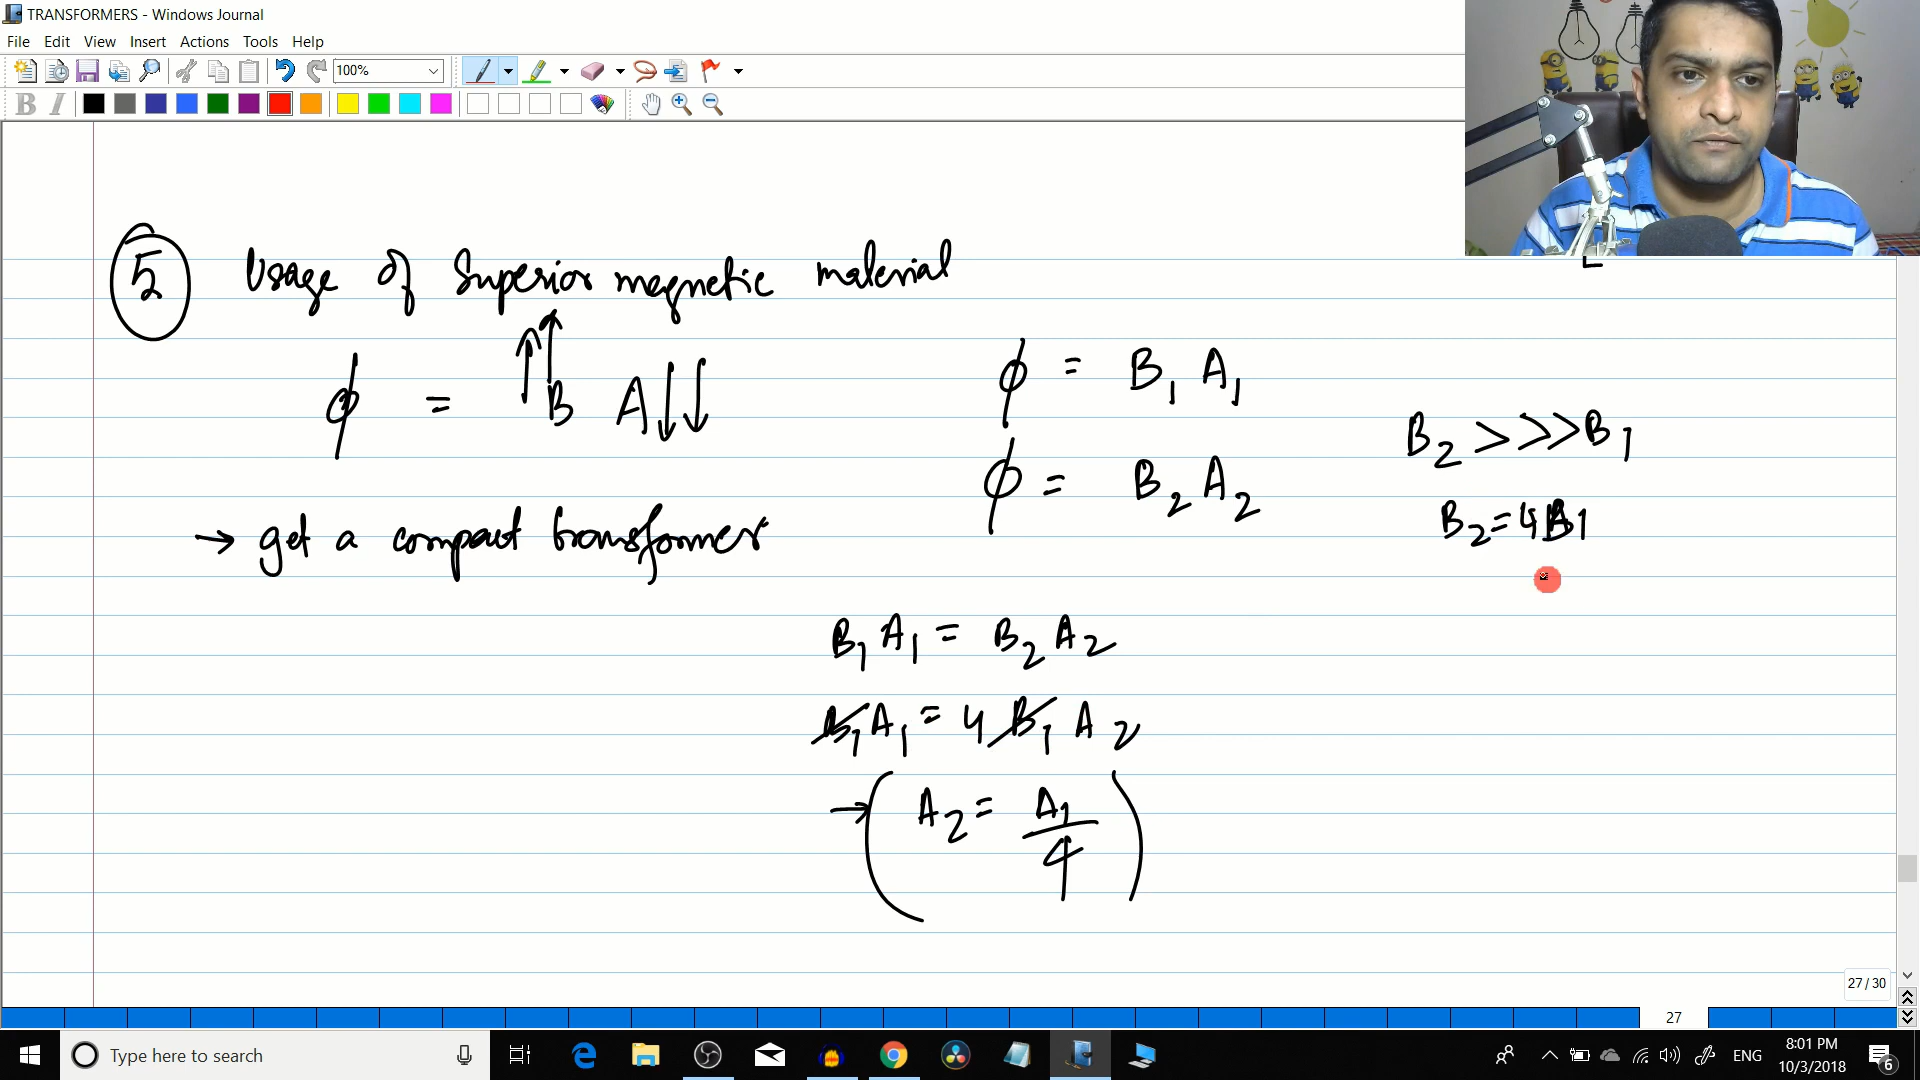 TRANSFORMERS - Windows Journal
File Edit View Insert Actions Tools Help
100%
B I
5 Usage of Superior magnetic material
ϕ = ↑↑ B A ↓↓
ϕ = B₁ A₁
ϕ = B₂ A₂
B₂ >>> B₁
B₂ = 4B₁
→ get a compact transformer
B₁ A₁ = B₂ A₂
B₁ A₁ = 4 B₁ A₂
→ ( A₂ = A₁/4 )
27 / 30
27
Type here to search
ENG
8:01 PM
10/3/2018
6